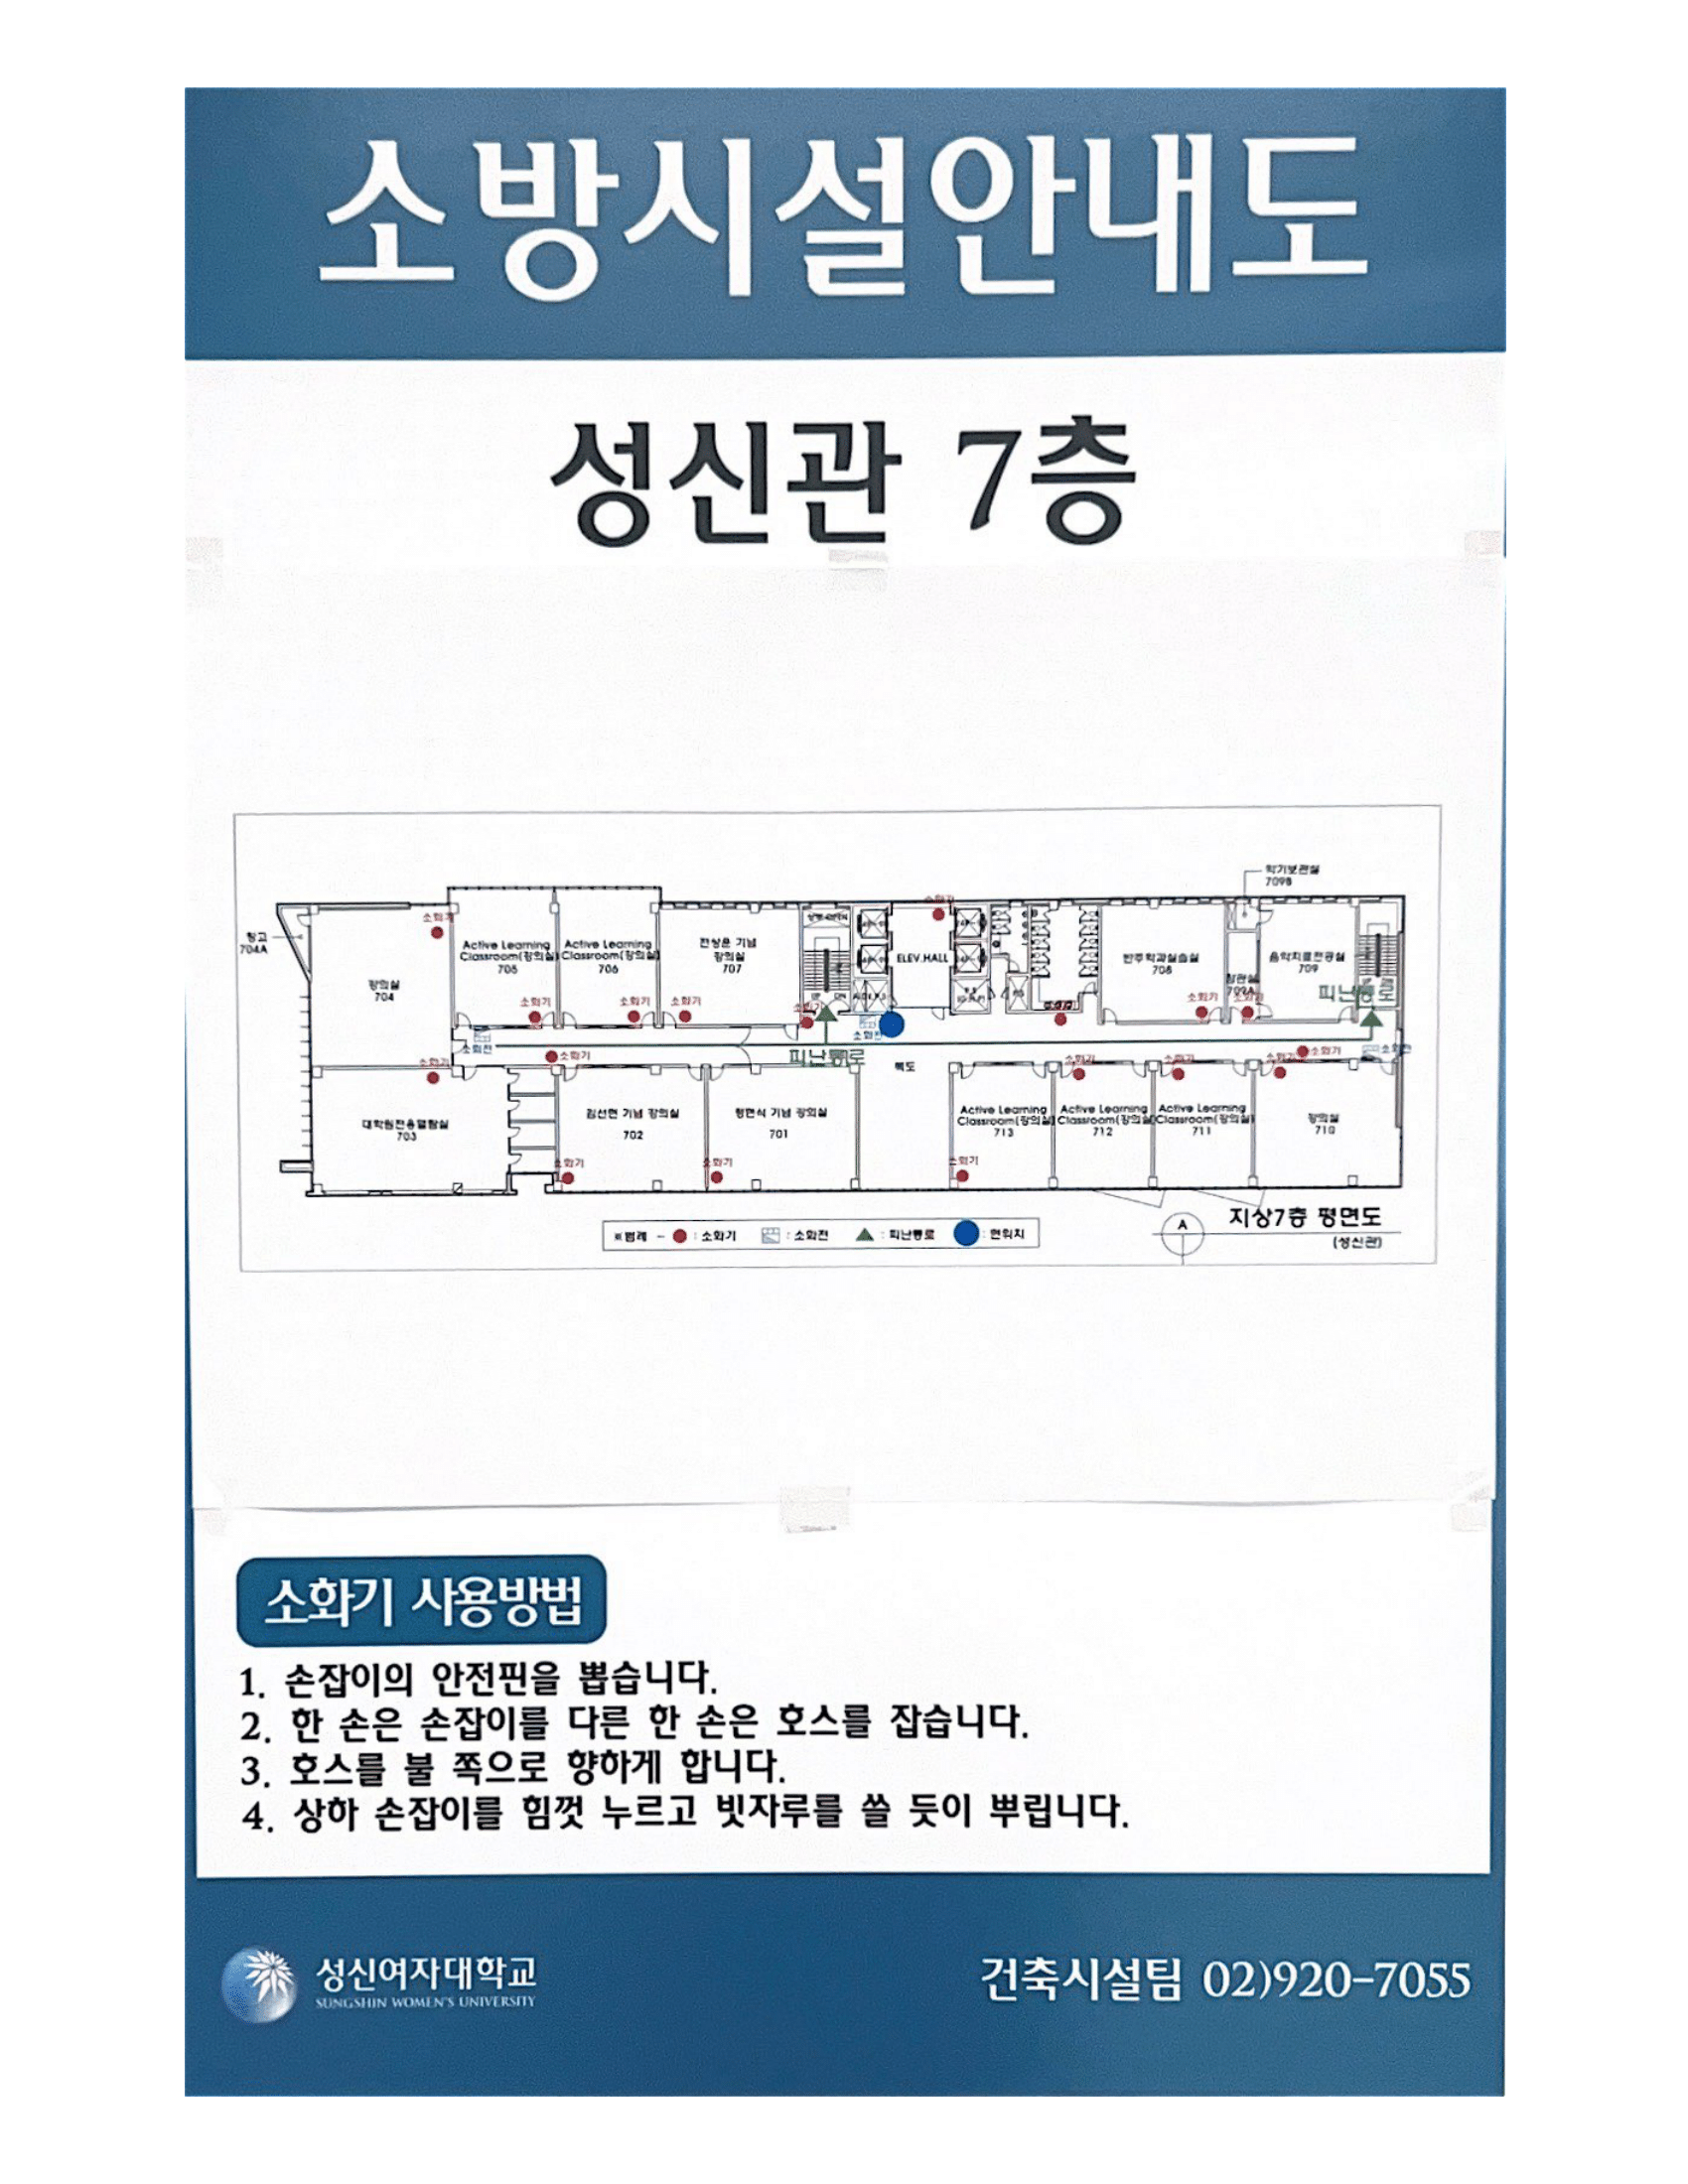 소방시설안내도
성신관 7층
악기보관실
709B
창고
704A
강의실
704
Active Learning
Classroom(강의실)
705
Active Learning
Classroom(강의실)
706
전상운 기념
강의실
707
ELEV.HALL
반주학과실습실
708
709A
음악치료전공실
709
소화기
소화기
소화기
소화기
소화기
소화기
소화기
피난통로
소화전
소화전
소화기
피난통로
복도
소화기
소화기
소화기
소화기
소화전
소화기
대학원전용열람실
703
김선현 기념 강의실
702
정현식 기념 강의실
701
Active Learning
Classroom(강의실)
713
Active Learning
Classroom(강의실)
712
Active Learning
Classroom(강의실)
711
강의실
710
소화기
소화기
소화기
※범례 - : 소화기 : 소화전 : 피난통로 : 현위치
A
지상7층 평면도
(성신관)
소화기 사용방법
1. 손잡이의 안전핀을 뽑습니다.
2. 한 손은 손잡이를 다른 한 손은 호스를 잡습니다.
3. 호스를 불 쪽으로 향하게 합니다.
4. 상하 손잡이를 힘껏 누르고 빗자루를 쓸 듯이 뿌립니다.
성신여자대학교
SUNGSHIN WOMEN'S UNIVERSITY
건축시설팀 02)920-7055